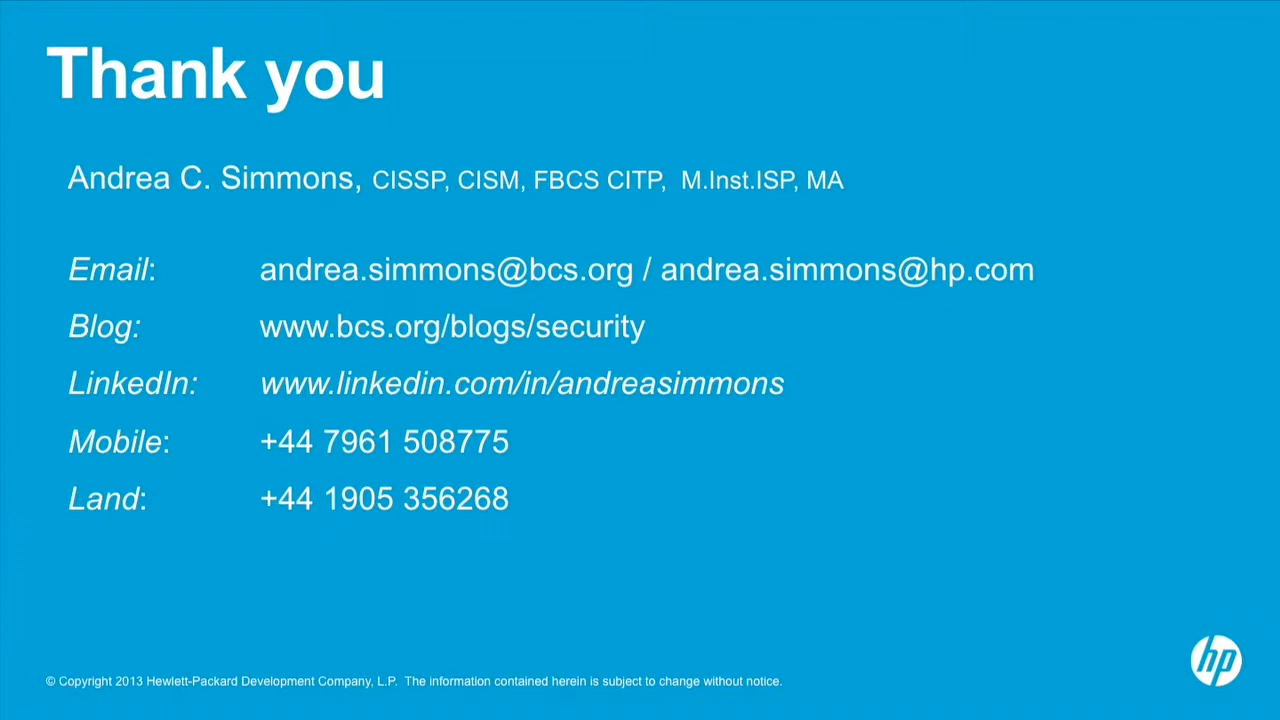 Thank you
Andrea C. Simmons, CISSP, CISM, FBCS CITP, M.Inst.ISP, MA
Email: andrea.simmons@bcs.org / andrea.simmons@hp.com
Blog: www.bcs.org/blogs/security
LinkedIn: www.linkedin.com/in/andreasimmons
Mobile: +44 7961 508775
Land: +44 1905 356268
hp
© Copyright 2013 Hewlett-Packard Development Company, L.P. The information contained herein is subject to change without notice.